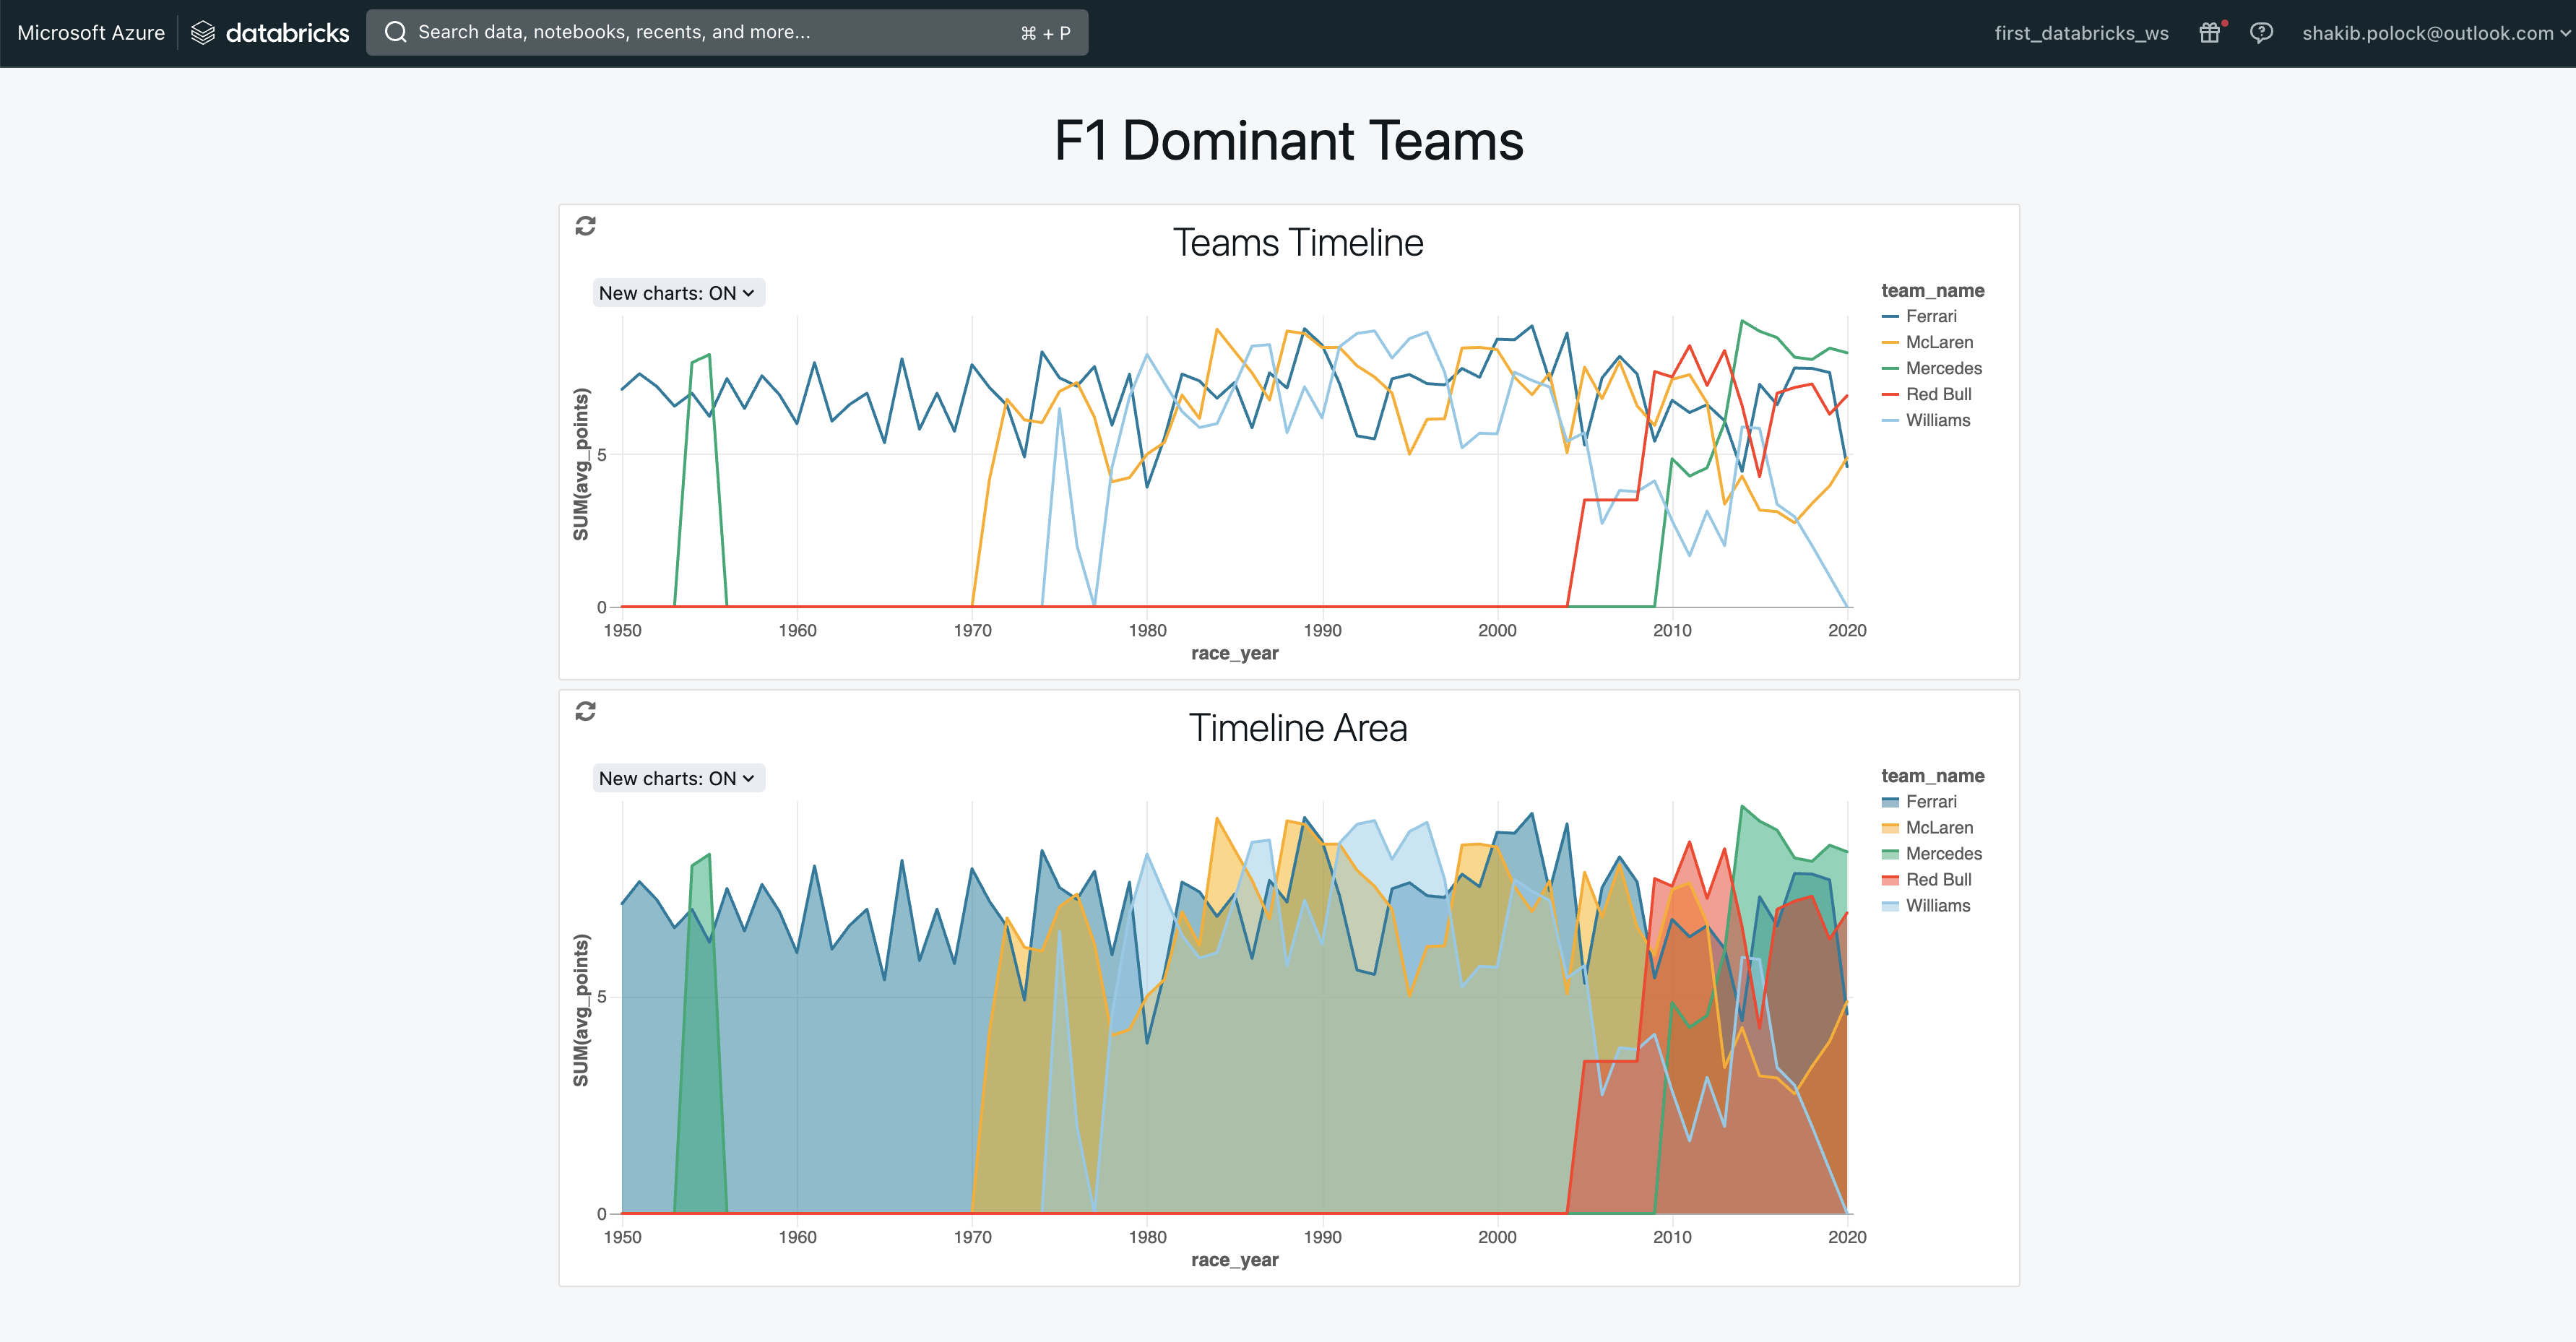 Microsoft Azure databricks Search data, notebooks, recents, and more... ⌘ + P first_databricks_ws shakib.polock@outlook.com
F1 Dominant Teams
Teams Timeline
New charts: ON
team_name
Ferrari
McLaren
Mercedes
Red Bull
Williams
SUM(avg_points)
5
0
1950 1960 1970 1980 1990 2000 2010 2020
race_year
Timeline Area
New charts: ON
team_name
Ferrari
McLaren
Mercedes
Red Bull
Williams
SUM(avg_points)
5
0
1950 1960 1970 1980 1990 2000 2010 2020
race_year